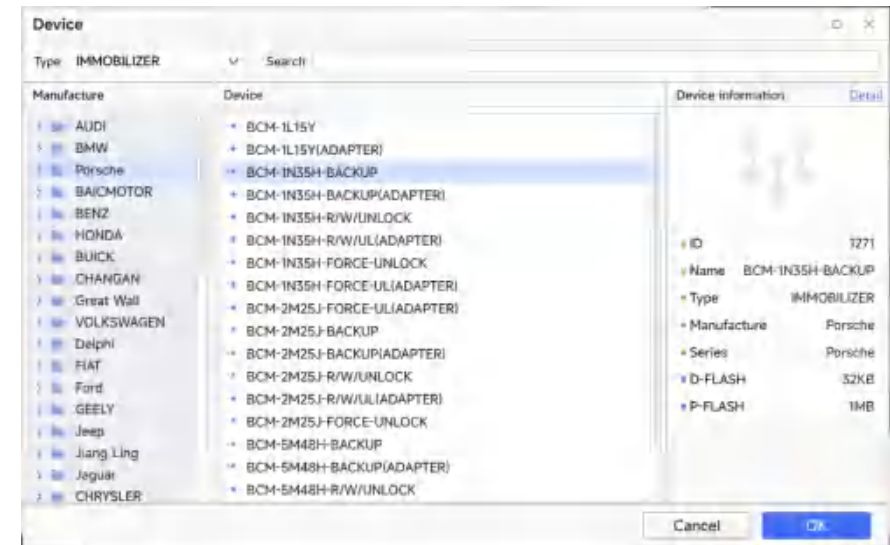 Device
Type IMMOBILIZER Search
Manufacture
AUDI
BMW
Porsche
BAICMOTOR
BENZ
HONDA
BUICK
CHANGAN
Great Wall
VOLKSWAGEN
Delphi
FIAT
Ford
GEELY
Jeep
Jiang Ling
Jaguar
CHRYSLER
Device
BCM-1L15Y
BCM-1L15Y(ADAPTER)
BCM-1N35H-BACKUP
BCM-1N35H-BACKUP(ADAPTER)
BCM-1N35H-R/W/UNLOCK
BCM-1N35H-R/W/UL(ADAPTER)
BCM-1N35H-FORCE-UNLOCK
BCM-1N35H-FORCE-UL(ADAPTER)
BCM-2M25J-FORCE-UL(ADAPTER)
BCM-2M25J-BACKUP
BCM-2M25J-BACKUP(ADAPTER)
BCM-2M25J-R/W/UNLOCK
BCM-2M25J-R/W/UL(ADAPTER)
BCM-2M25J-FORCE-UNLOCK
BCM-5M48H-BACKUP
BCM-5M48H-BACKUP(ADAPTER)
BCM-5M48H-R/W/UNLOCK
Device information Detail
ID 1271
Name BCM-1N35H-BACKUP
Type IMMOBILIZER
Manufacture Porsche
Series Porsche
D-FLASH 32KB
P-FLASH 1MB
Cancel OK